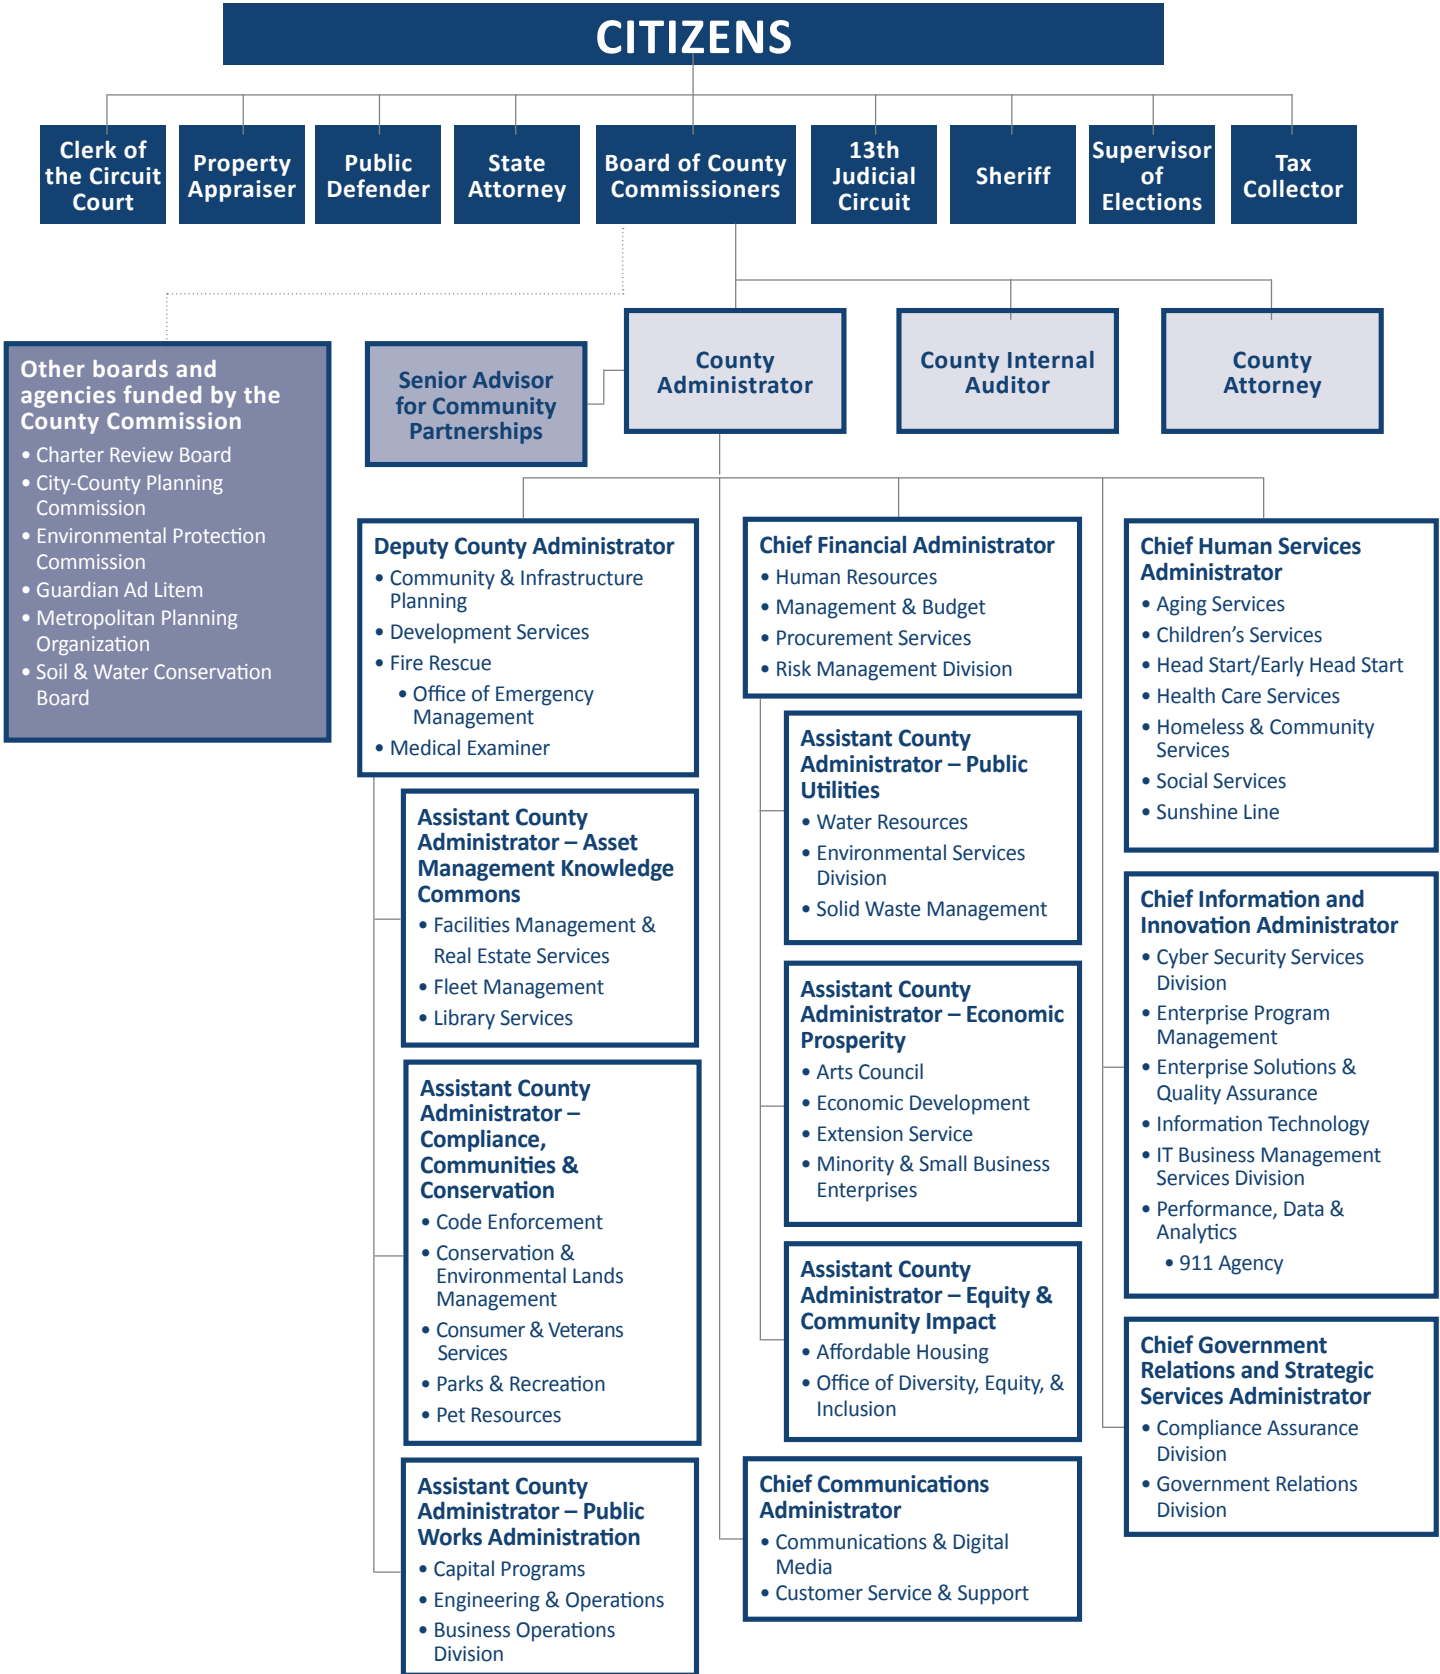 CITIZENS
Clerk of
the Circuit
Court
Property
Appraiser
Public
Defender
State
Attorney
Board of County
Commissioners
13th
Judicial
Circuit
Sheriff
Supervisor
of
Elections
Tax
Collector
Other boards and
agencies funded by the
County Commission
• Charter Review Board
• City-County Planning
Commission
• Environmental Protection
Commission
• Guardian Ad Litem
• Metropolitan Planning
Organization
• Soil & Water Conservation
Board
Senior Advisor
for Community
Partnerships
County
Administrator
County Internal
Auditor
County
Attorney
Deputy County Administrator
• Community & Infrastructure
Planning
• Development Services
• Fire Rescue
• Office of Emergency
Management
• Medical Examiner
Assistant County
Administrator – Asset
Management Knowledge
Commons
• Facilities Management &
Real Estate Services
• Fleet Management
• Library Services
Assistant County
Administrator –
Compliance,
Communities &
Conservation
• Code Enforcement
• Conservation &
Environmental Lands
Management
• Consumer & Veterans
Services
• Parks & Recreation
• Pet Resources
Assistant County
Administrator – Public
Works Administration
• Capital Programs
• Engineering & Operations
• Business Operations
Division
Chief Financial Administrator
• Human Resources
• Management & Budget
• Procurement Services
• Risk Management Division
Assistant County
Administrator – Public
Utilities
• Water Resources
• Environmental Services
Division
• Solid Waste Management
Assistant County
Administrator – Economic
Prosperity
• Arts Council
• Economic Development
• Extension Service
• Minority & Small Business
Enterprises
Assistant County
Administrator – Equity &
Community Impact
• Affordable Housing
• Office of Diversity, Equity, &
Inclusion
Chief Communications
Administrator
• Communications & Digital
Media
• Customer Service & Support
Chief Human Services
Administrator
• Aging Services
• Children’s Services
• Head Start/Early Head Start
• Health Care Services
• Homeless & Community
Services
• Social Services
• Sunshine Line
Chief Information and
Innovation Administrator
• Cyber Security Services
Division
• Enterprise Program
Management
• Enterprise Solutions &
Quality Assurance
• Information Technology
• IT Business Management
Services Division
• Performance, Data &
Analytics
• 911 Agency
Chief Government
Relations and Strategic
Services Administrator
• Compliance Assurance
Division
• Government Relations
Division